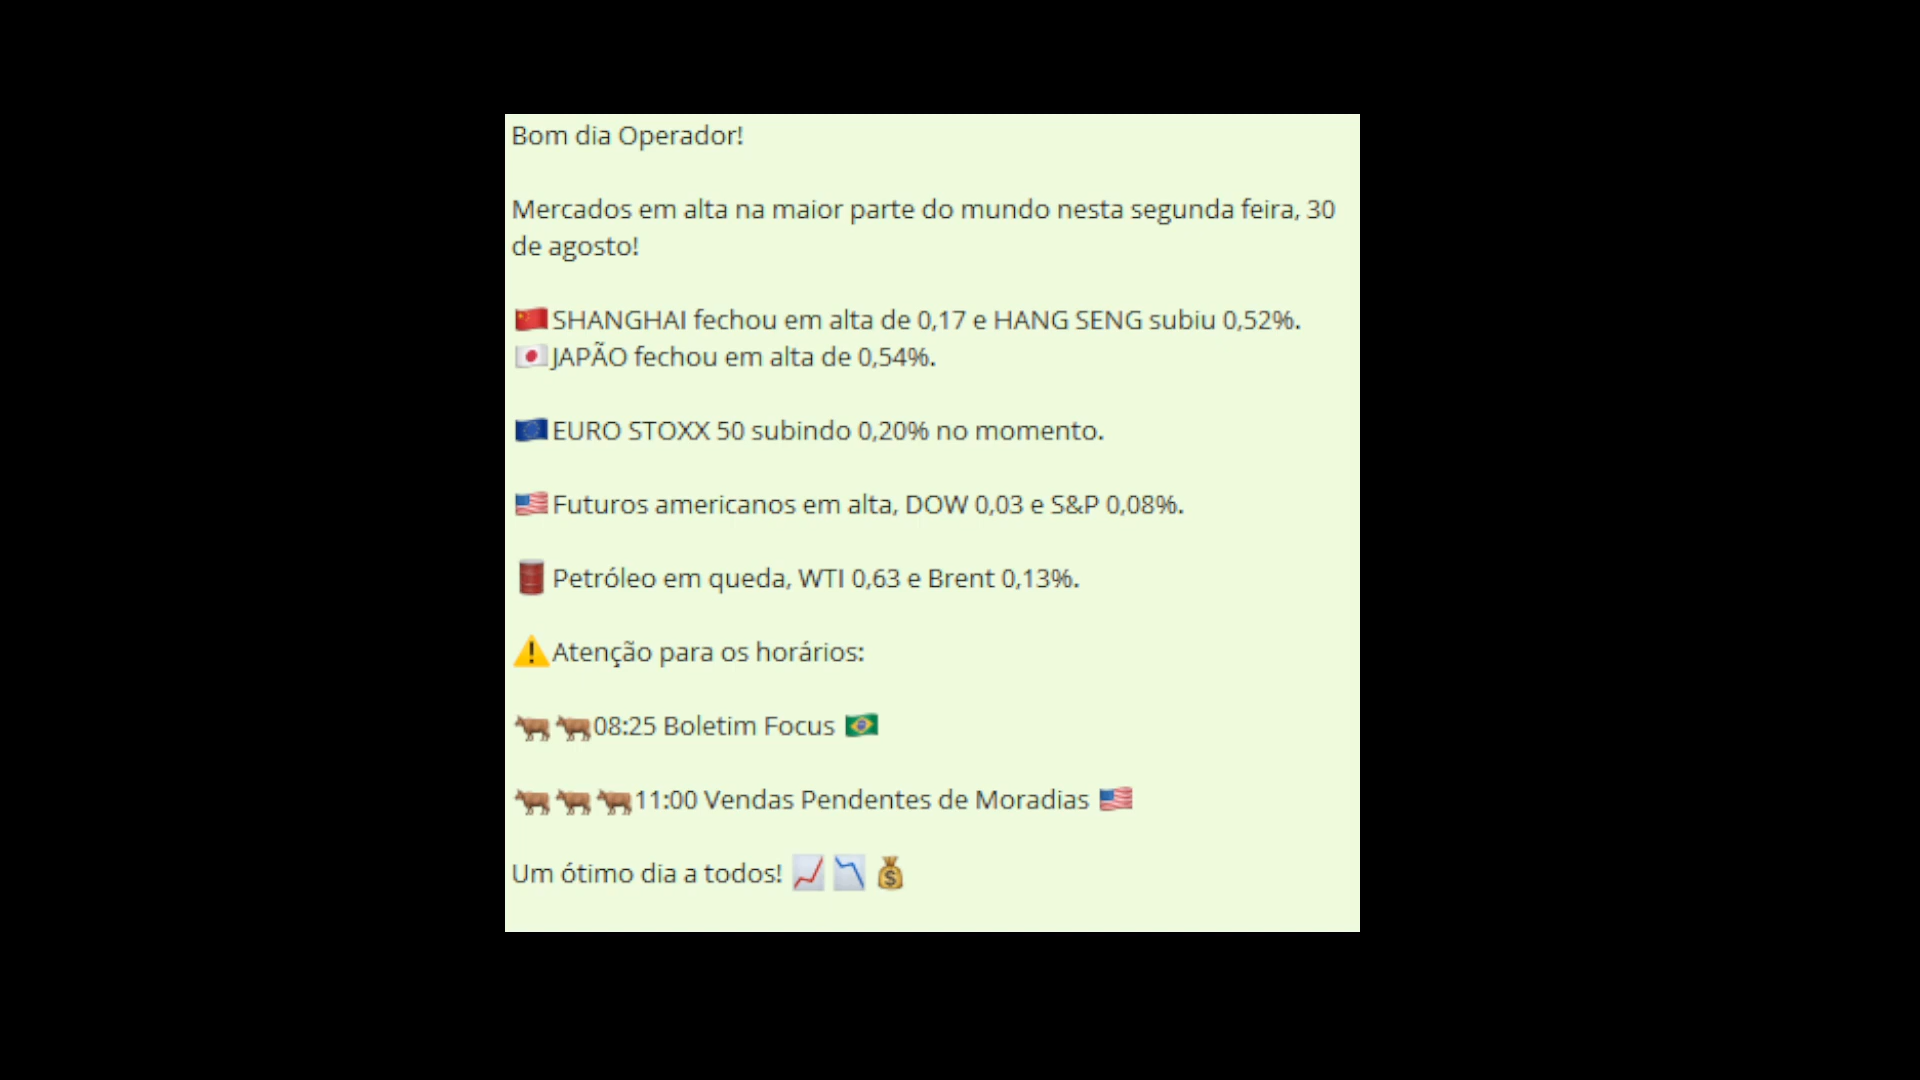 Bom dia Operador!
Mercados em alta na maior parte do mundo nesta segunda feira, 30
de agosto!
🇨🇳SHANGHAI fechou em alta de 0,17 e HANG SENG subiu 0,52%.
🇯🇵JAPÃO fechou em alta de 0,54%.
🇪🇺EURO STOXX 50 subindo 0,20% no momento.
🇺🇸Futuros americanos em alta, DOW 0,03 e S&P 0,08%.
🛢Petróleo em queda, WTI 0,63 e Brent 0,13%.
⚠️Atenção para os horários:
🐂🐂08:25 Boletim Focus 🇧🇷
🐂🐂🐂11:00 Vendas Pendentes de Moradias 🇺🇸
Um ótimo dia a todos! 📈📉💰